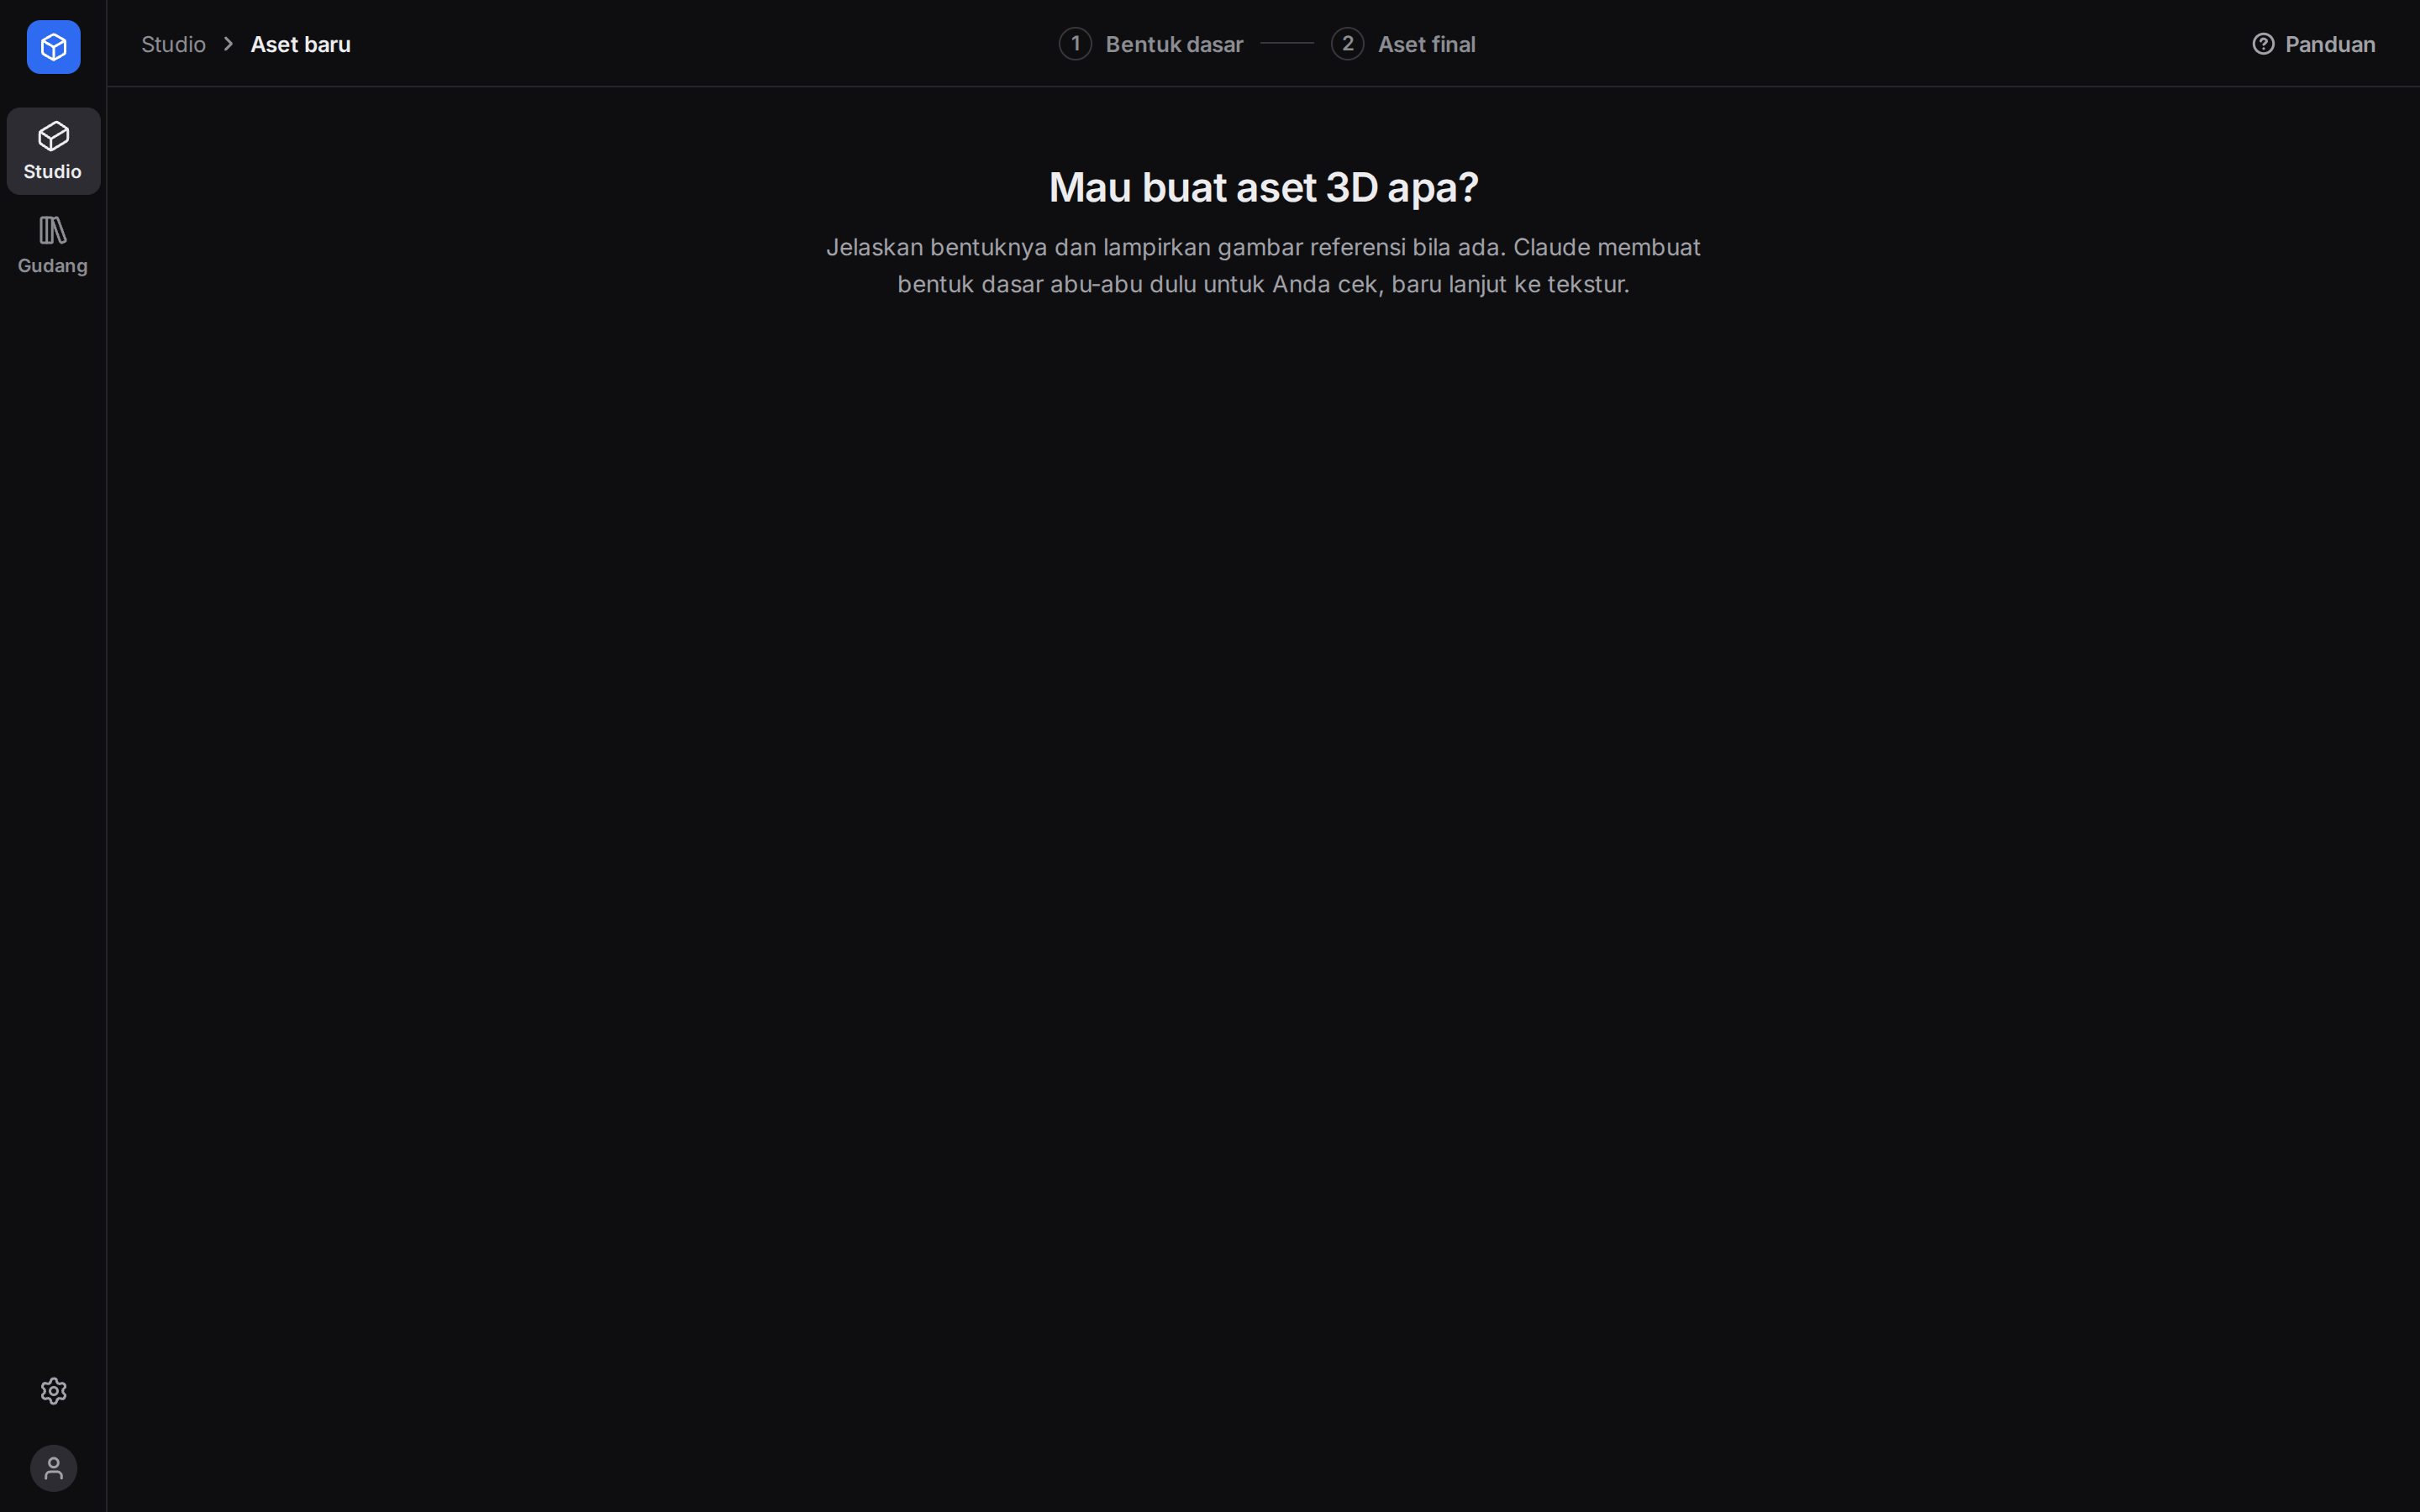 Studio > Aset baru
1 Bentuk dasar
2 Aset final
Panduan
Studio
Gudang
Mau buat aset 3D apa?
Jelaskan bentuknya dan lampirkan gambar referensi bila ada. Claude membuat
bentuk dasar abu-abu dulu untuk Anda cek, baru lanjut ke tekstur.